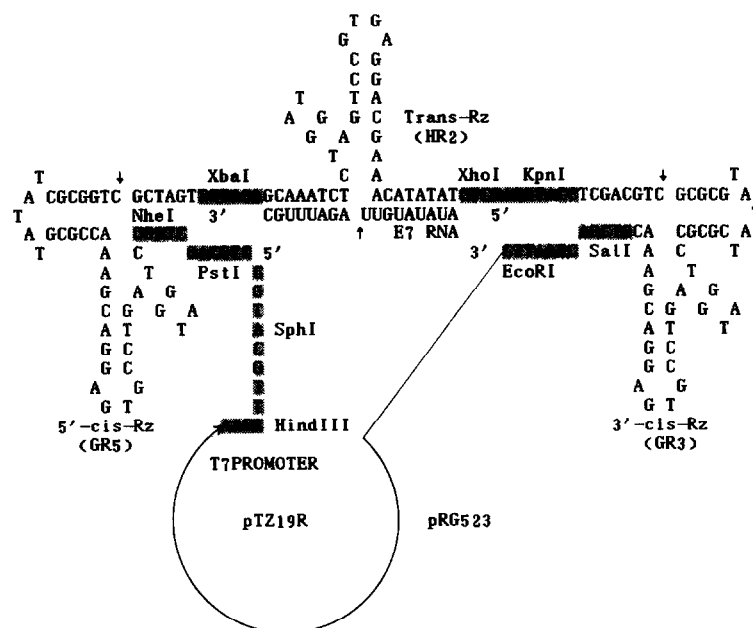 T G
G A
C G
C G
T A
T G G C Trans-Rz
A G G (HR2)
G A A
T
XbaI C A XhoI KpnI
T CGCGGTC GCTAGT GCAAATCT ACATATAT TCGACGTC GCGCG T
A A
NheI 3′ CGUUUAGA UUGUAUAUA 5′
T GCGCCA E7 RNA CA CGCGC A
T A C 5′ 3′ SalI A C T
PstI EcoRI
A T A T
G A G G A G
C G G A SphI C G G A
A T T A T T
G C G C
G C G C
A G A G
G T HindIII G T
5′-cis-Rz 3′-cis-Rz
(GR5) (GR3)
T7PROMOTER
pTZ19R pRG523